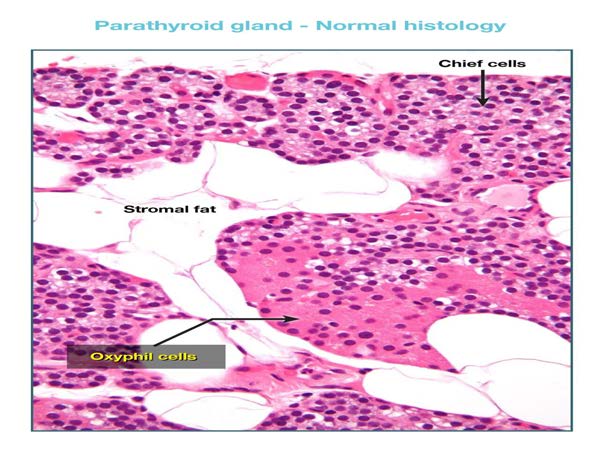 Parathyroid gland - Normal histology
Chief cells
Stromal fat
Oxyphil cells